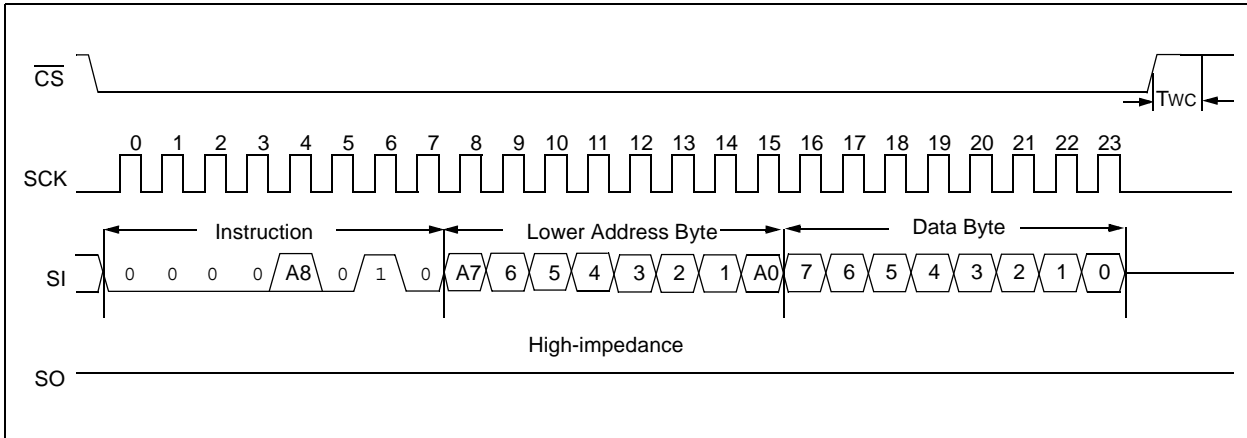 CS
TWC
0 1 2 3 4 5 6 7 8 9 10 11 12 13 14 15 16 17 18 19 20 21 22 23
SCK
Instruction Lower Address Byte Data Byte
SI 0 0 0 0 A8 0 1 0 A7 6 5 4 3 2 1 A0 7 6 5 4 3 2 1 0
High-impedance
SO